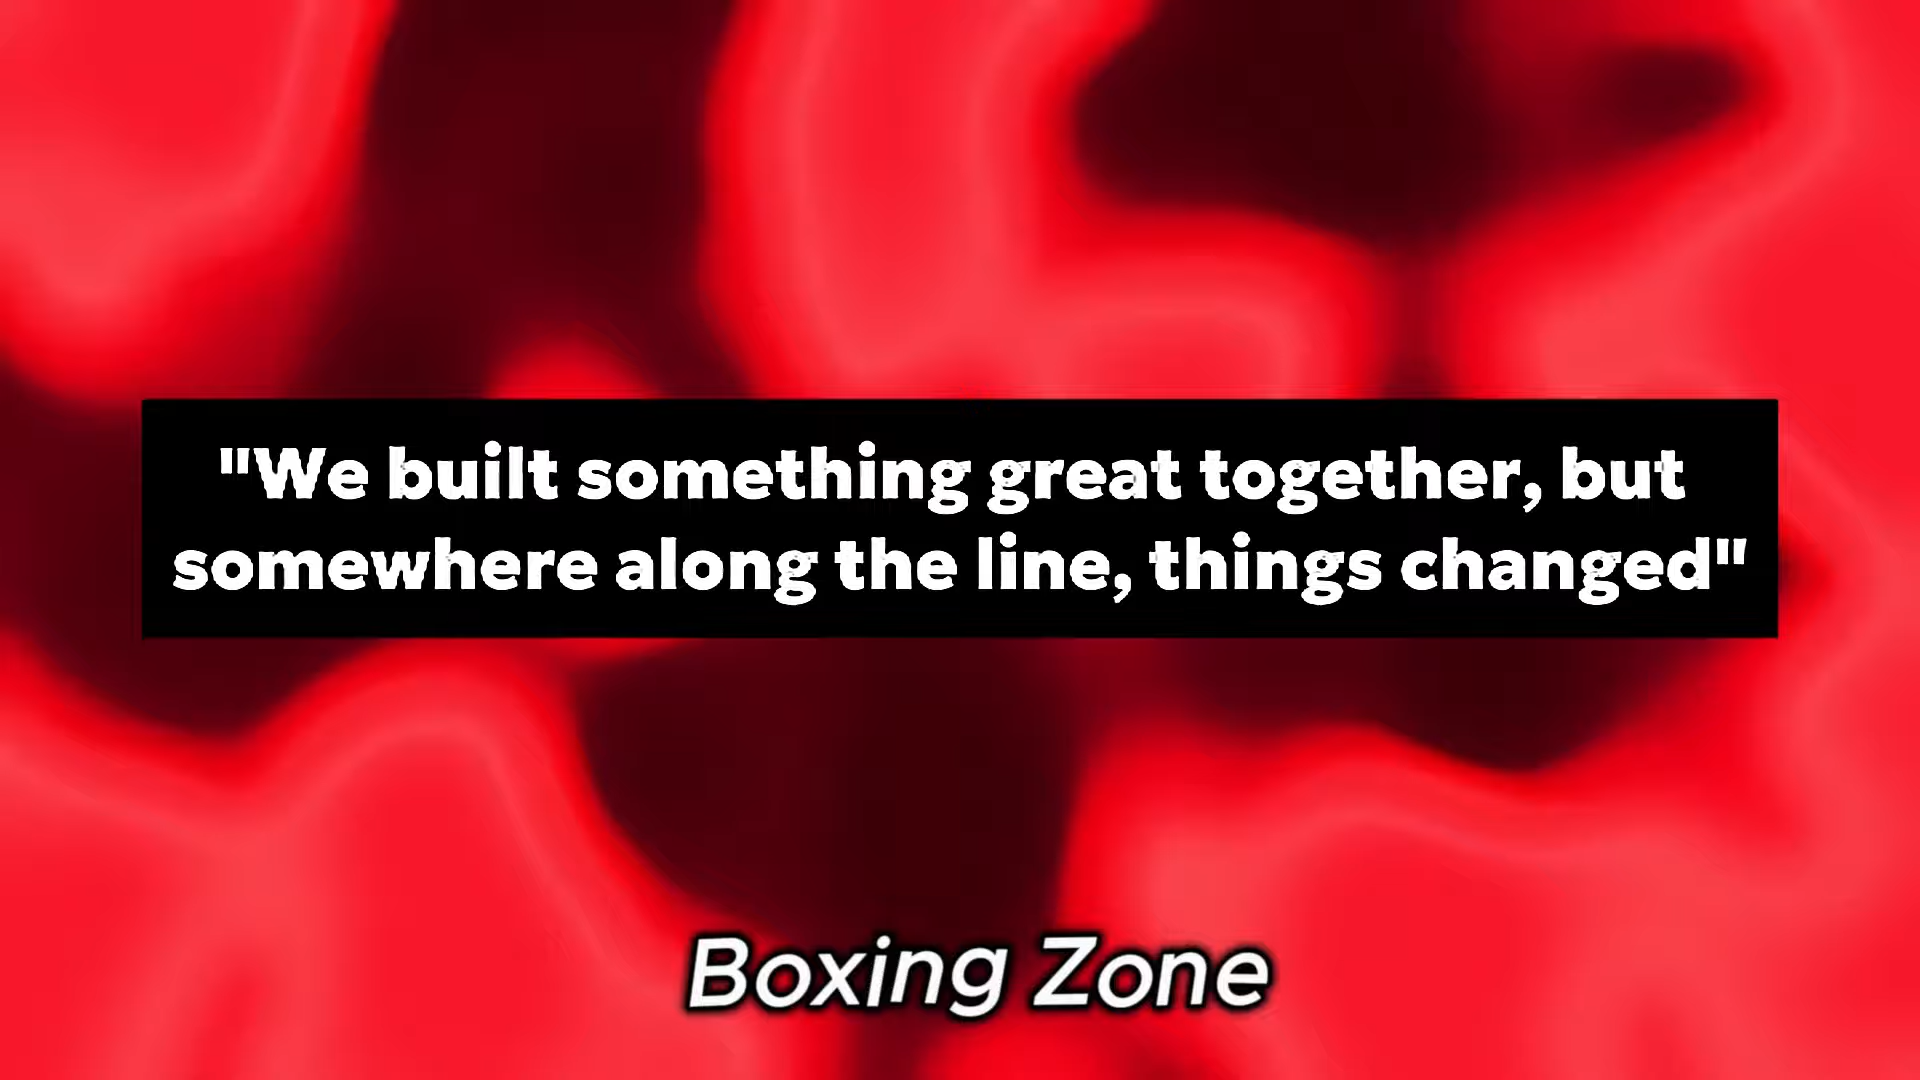 "We built something great together, but
somewhere along the line, things changed"
Boxing Zone